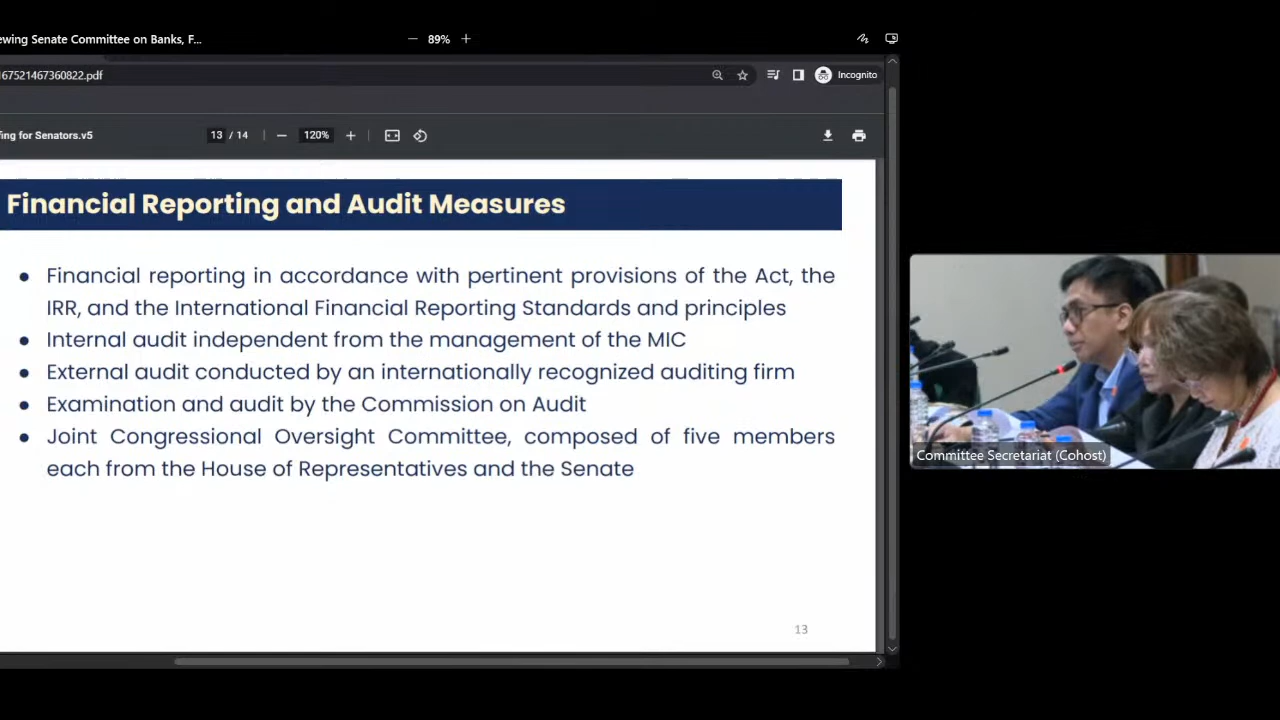 ewing Senate Committee on Banks, F...
89%
67521467360822.pdf
Incognito
fing for Senators.v5
13 / 14
120%
Financial Reporting and Audit Measures
● Financial reporting in accordance with pertinent provisions of the Act, the
IRR, and the International Financial Reporting Standards and principles
● Internal audit independent from the management of the MIC
● External audit conducted by an internationally recognized auditing firm
● Examination and audit by the Commission on Audit
● Joint Congressional Oversight Committee, composed of five members
each from the House of Representatives and the Senate
13
Committee Secretariat (Cohost)